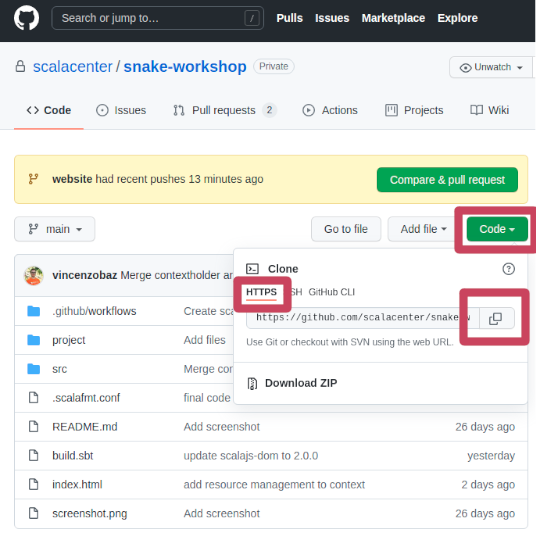 Search or jump to… /
Pulls Issues Marketplace Explore
scalacenter / snake-workshop Private
Unwatch
Code Issues Pull requests 2 Actions Projects Wiki
website had recent pushes 13 minutes ago
Compare & pull request
main Go to file Add file Code
vincenzobaz Merge contextholder an
Clone
HTTPS SH GitHub CLI
.github/workflows Create sca
https://github.com/scalacenter/snake-w
project Add files
Use Git or checkout with SVN using the web URL.
src Merge con
Download ZIP
.scalafmt.conf final code
README.md Add screenshot 26 days ago
build.sbt update scalajs-dom to 2.0.0 yesterday
index.html add resource management to context 2 days ago
screenshot.png Add screenshot 26 days ago